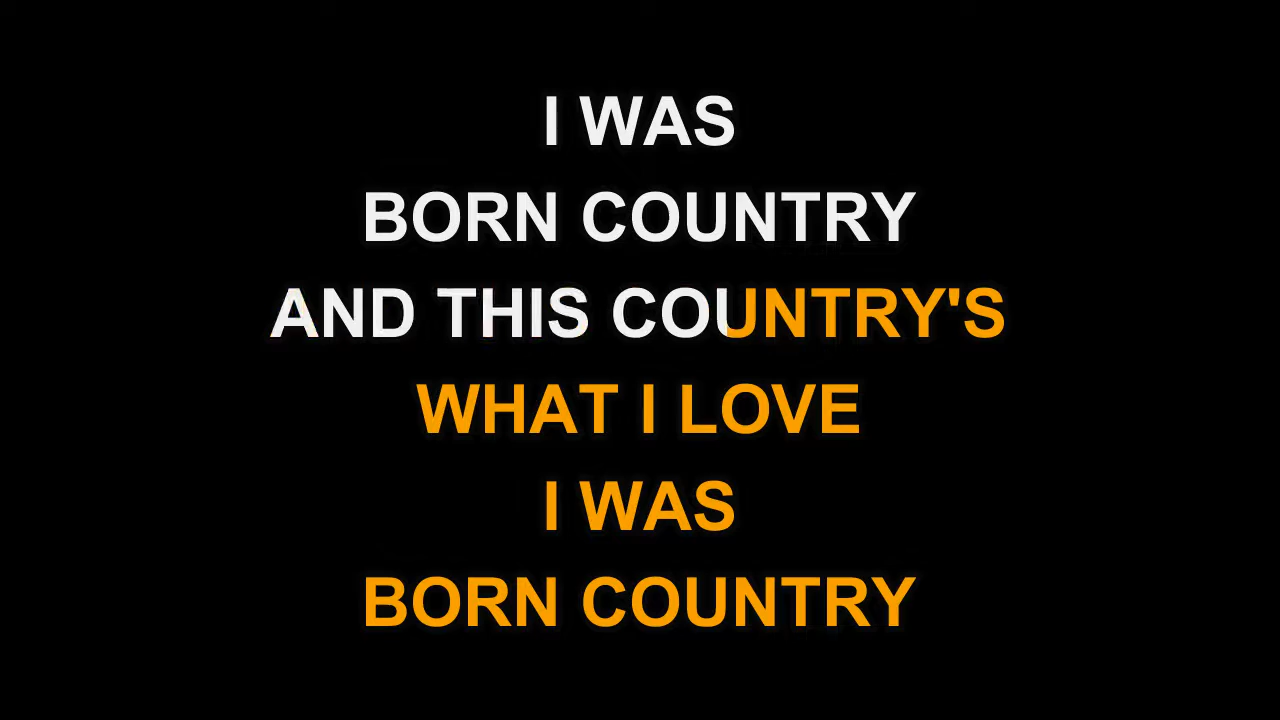 I WAS
BORN COUNTRY
AND THIS COUNTRY'S
WHAT I LOVE
I WAS
BORN COUNTRY